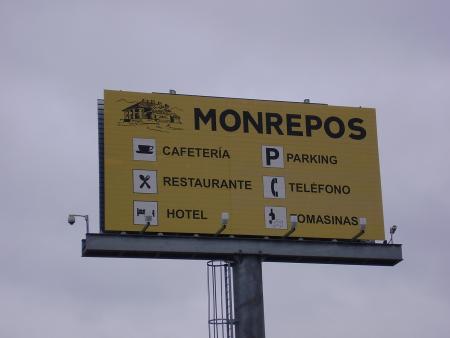 MONREPOS
CAFETERÍA P PARKING
RESTAURANTE TELÉFONO
HOTEL